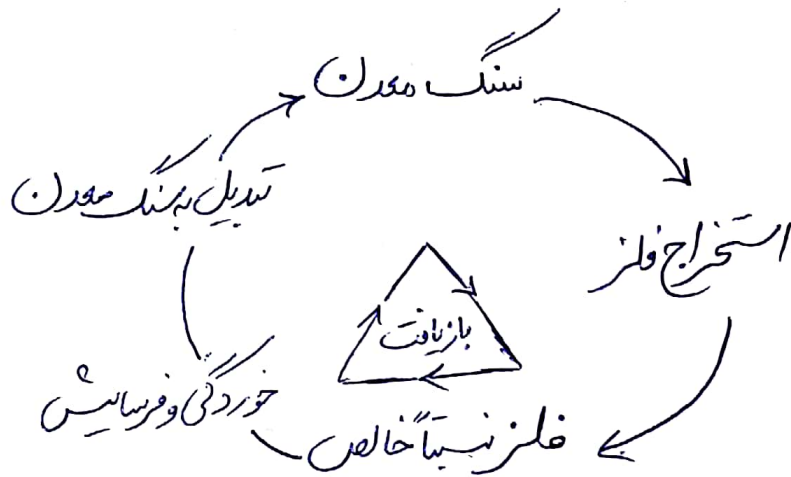 سنگ معدن
استخراج فلز
فلز نسبتاً خالص
خوردگی و فرسایش
تبدیل به سنگ معدن
بازیافت